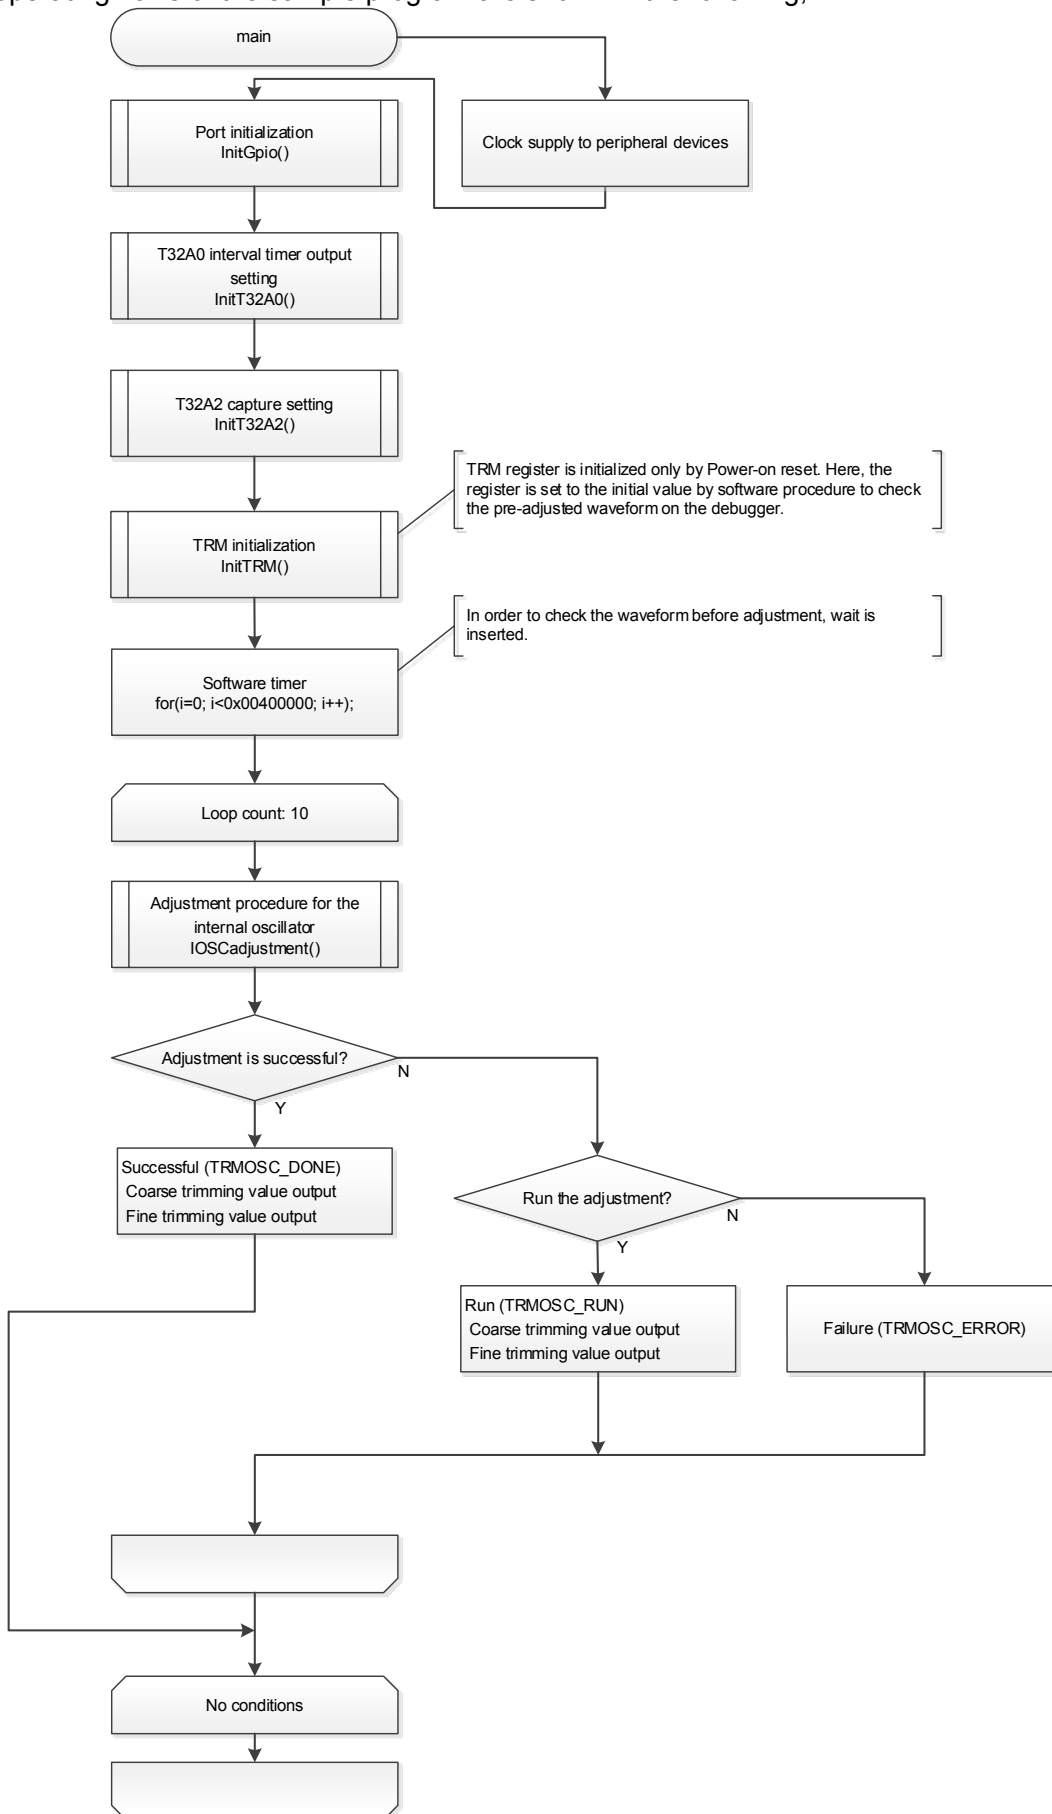 main
Clock supply to peripheral devices
Port initialization
InitGpio()
T32A0 interval timer output
setting
InitT32A0()
T32A2 capture setting
InitT32A2()
TRM register is initialized only by Power-on reset. Here, the
register is set to the initial value by software procedure to check
the pre-adjusted waveform on the debugger.
TRM initialization
InitTRM()
In order to check the waveform before adjustment, wait is
inserted.
Software timer
for(i=0; i<0x00400000; i++);
Loop count: 10
Adjustment procedure for the
internal oscillator
IOSCadjustment()
Adjustment is successful?
N
Y
Successful (TRMOSC_DONE)
Coarse trimming value output
Fine trimming value output
Run the adjustment?
N
Y
Run (TRMOSC_RUN)
Coarse trimming value output
Fine trimming value output
Failure (TRMOSC_ERROR)
No conditions